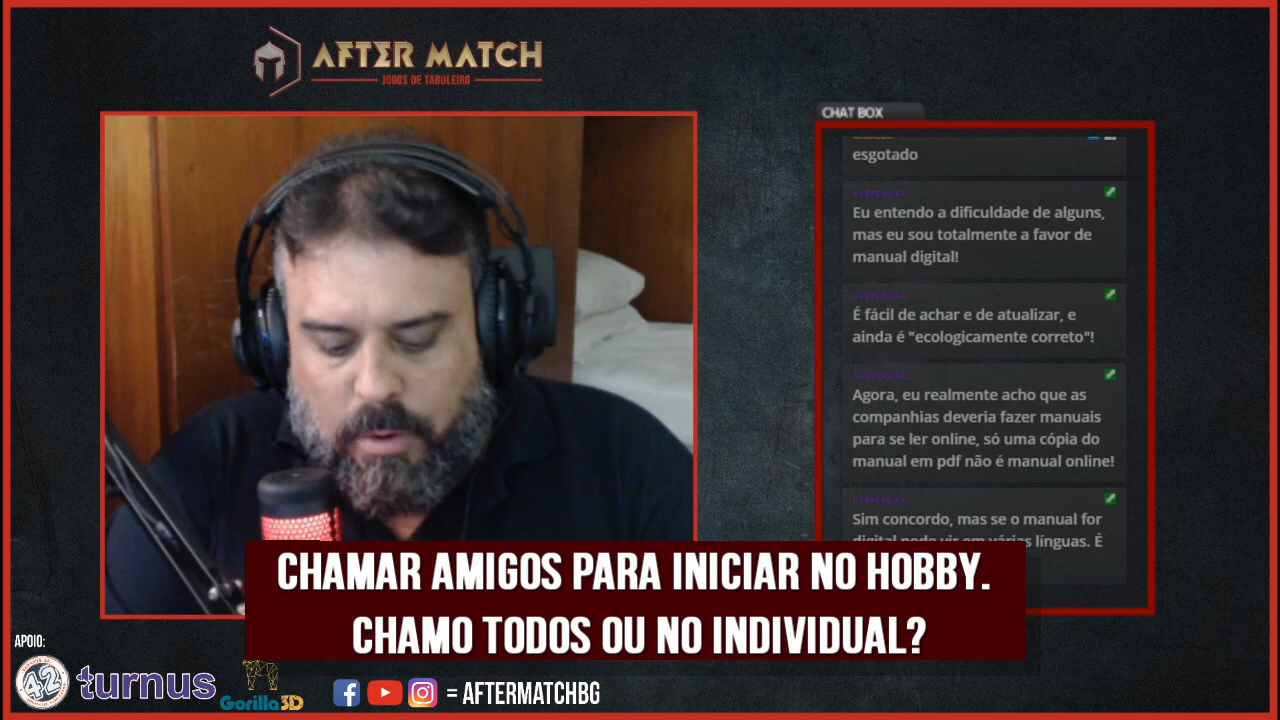 AFTER MATCH
JOGOS DE TABULEIRO
CHAT BOX
esgotado
Eu entendo a dificuldade de alguns,
mas eu sou totalmente a favor de
manual digital!
É fácil de achar e de atualizar, e
ainda é "ecologicamente correto"!
Agora, eu realmente acho que as
companhias deveria fazer manuais
para se ler online, só uma cópia do
manual em pdf não é manual online!
Sim concordo, mas se o manual for
digital pode vir em várias línguas. É
CHAMAR AMIGOS PARA INICIAR NO HOBBY.
CHAMO TODOS OU NO INDIVIDUAL?
APOIO:
42
turnus
Gorilla3D
= AFTERMATCHBG